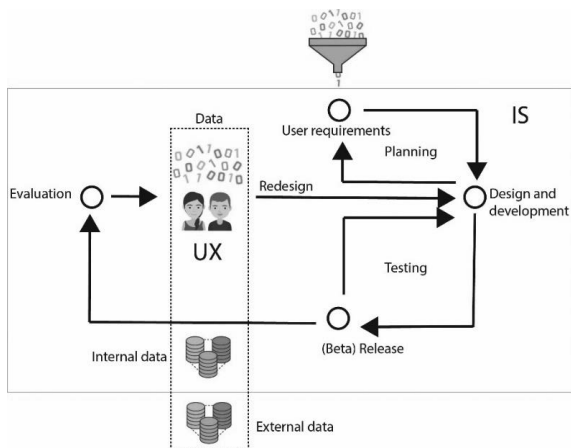 Data
User requirements
IS
Planning
Evaluation
Redesign
Design and
development
UX
Testing
Internal data
(Beta) Release
External data